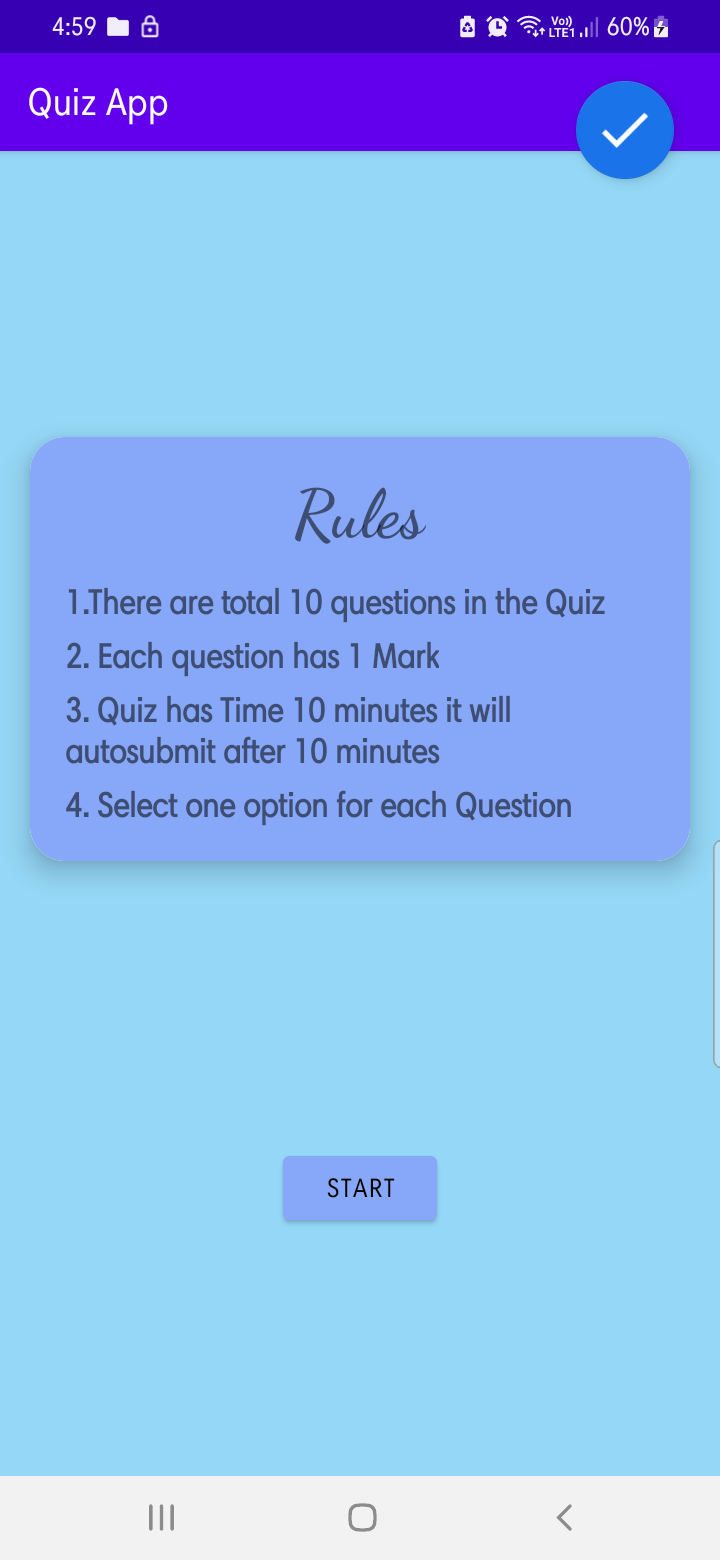 4:59 Vo) LTE1 60%
Quiz App
Rules
1.There are total 10 questions in the Quiz
2. Each question has 1 Mark
3. Quiz has Time 10 minutes it will
autosubmit after 10 minutes
4. Select one option for each Question
START